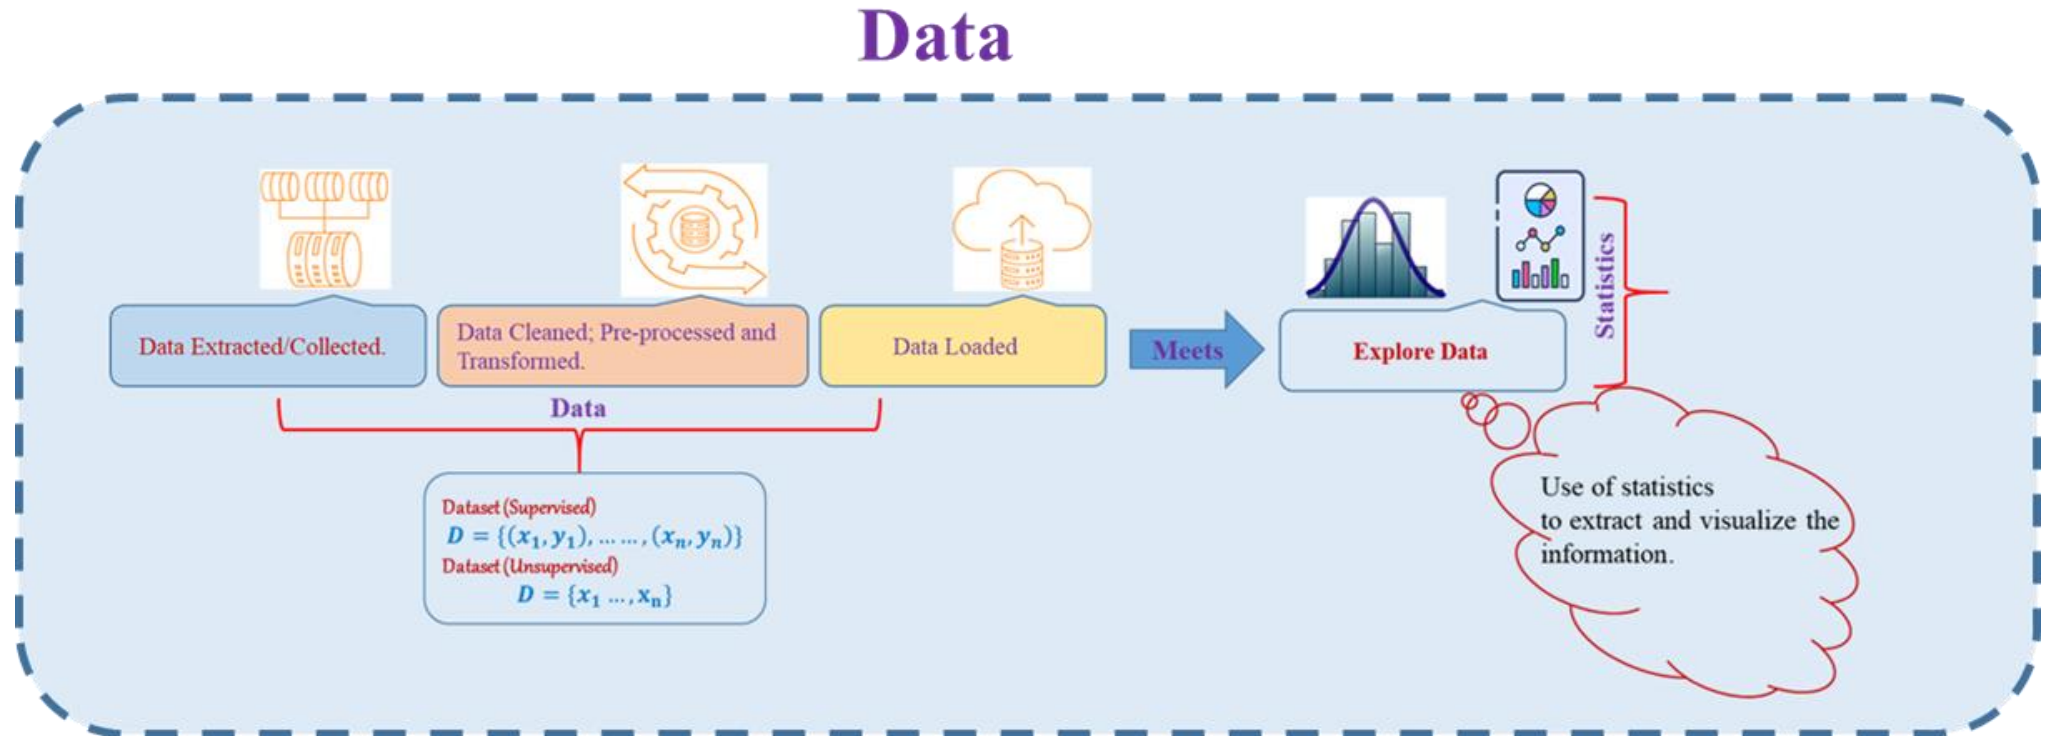 Data
Data Extracted/Collected.
Data Cleaned; Pre-processed and
Transformed.
Data Loaded
Meets
Explore Data
Statistics
Data
Dataset (Supervised)
D = {(x₁, y₁), … … , (xₙ, yₙ)}
Dataset (Unsupervised)
D = {x₁ … , xₙ}
Use of statistics
to extract and visualize the
information.